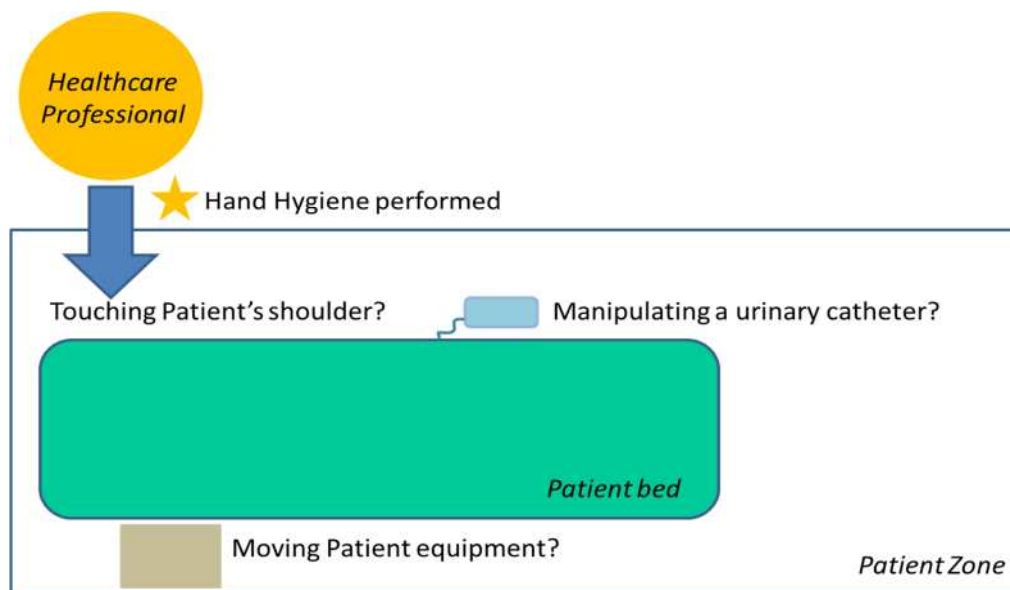 Healthcare
Professional
Hand Hygiene performed
Touching Patient's shoulder?
Manipulating a urinary catheter?
Patient bed
Moving Patient equipment?
Patient Zone